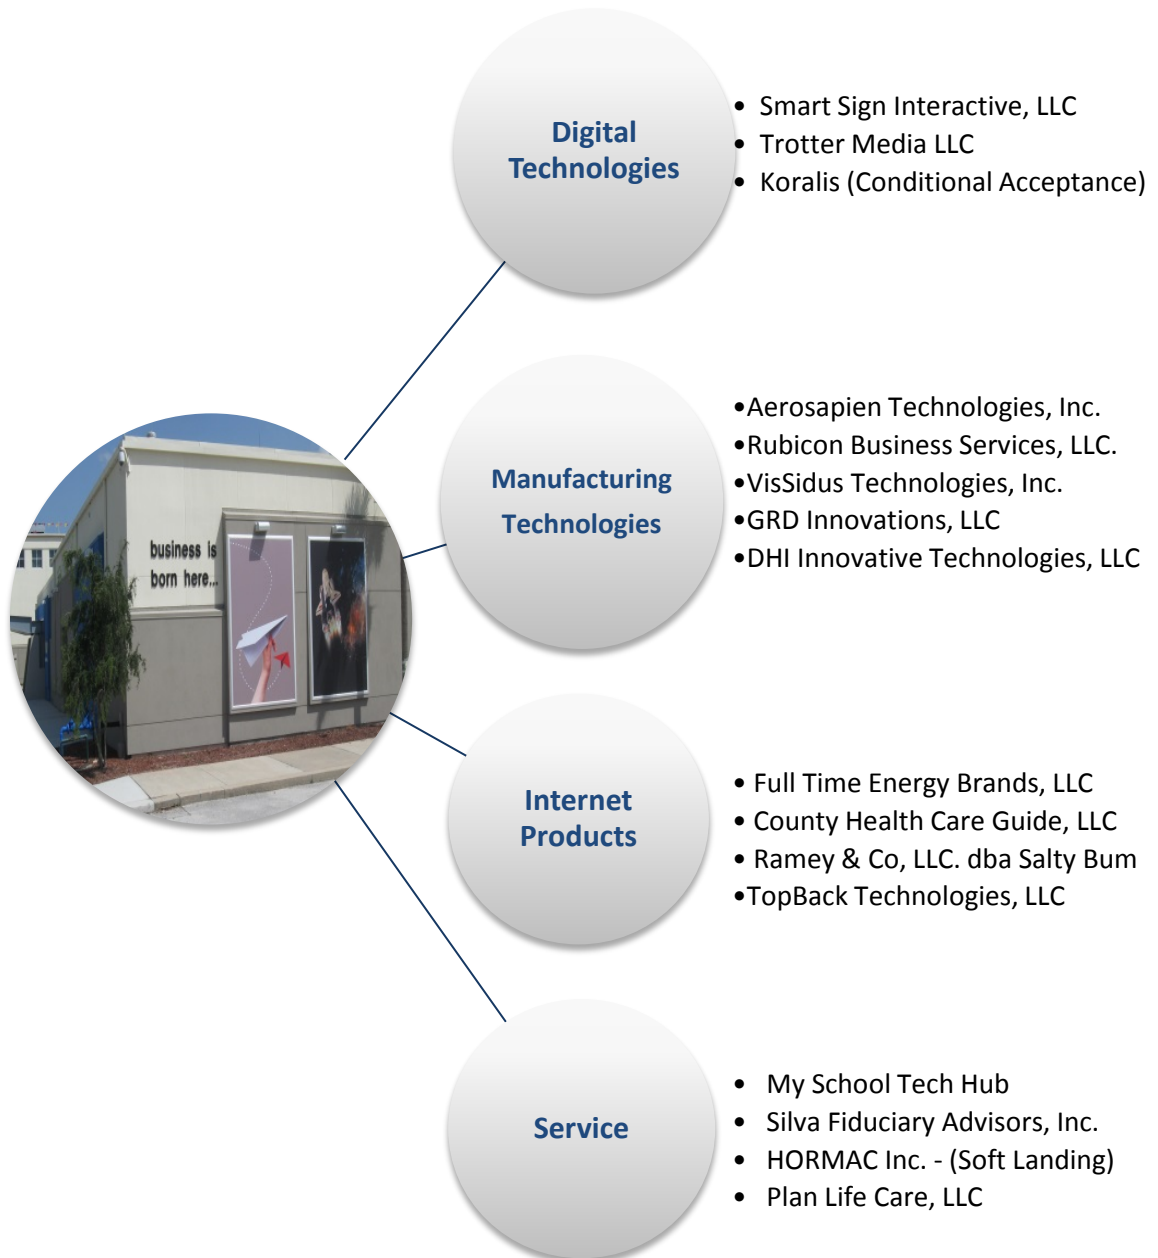 Digital
Technologies
• Smart Sign Interactive, LLC
• Trotter Media LLC
• Koralis (Conditional Acceptance)
Manufacturing
Technologies
•Aerosapien Technologies, Inc.
•Rubicon Business Services, LLC.
•VisSidus Technologies, Inc.
•GRD Innovations, LLC
•DHI Innovative Technologies, LLC
business is
born here...
Internet
Products
• Full Time Energy Brands, LLC
• County Health Care Guide, LLC
• Ramey & Co, LLC. dba Salty Bum
•TopBack Technologies, LLC
Service
• My School Tech Hub
• Silva Fiduciary Advisors, Inc.
• HORMAC Inc. - (Soft Landing)
• Plan Life Care, LLC